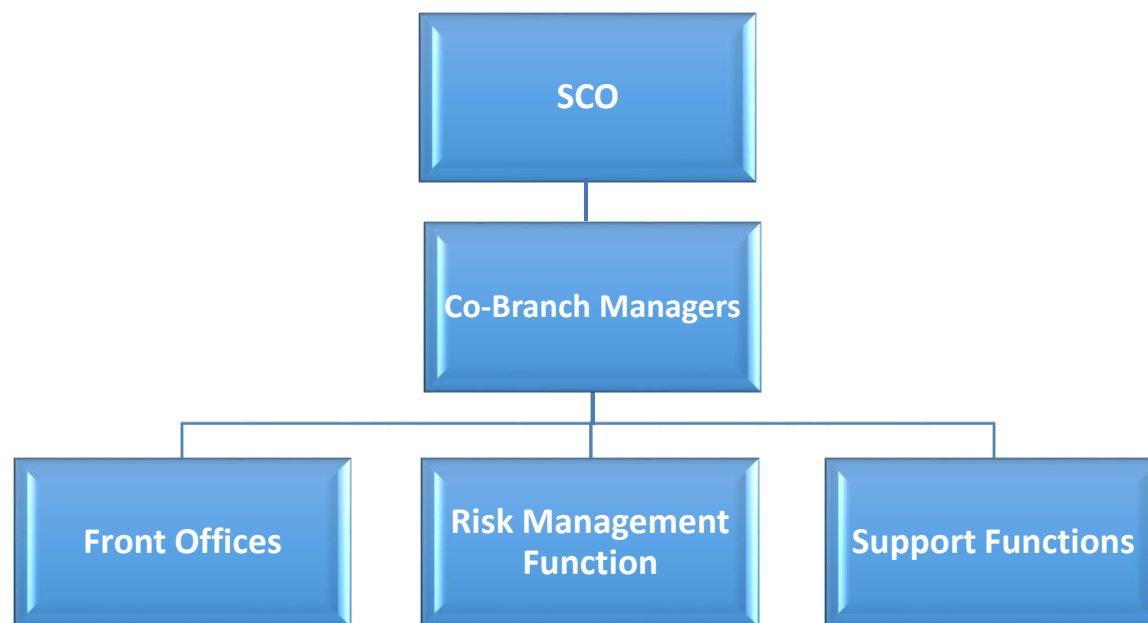 SCO
Co-Branch Managers
Front Offices
Risk Management
Function
Support Functions